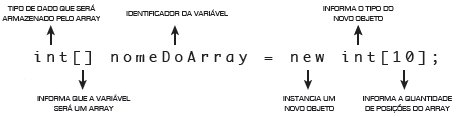 TIPO DE DADO QUE SERÁ
ARMAZENADO PELO ARRAY
IDENTIFICADOR DA VARIÁVEL
INFORMA O TIPO DO
NOVO OBJETO
int[] nomeDoArray = new int[10];
INFORMA QUE A VARIÁVEL
SERÁ UM ARRAY
INSTANCIA UM
NOVO OBJETO
INFORMA A QUANTIDADE
DE POSIÇÕES DO ARRAY